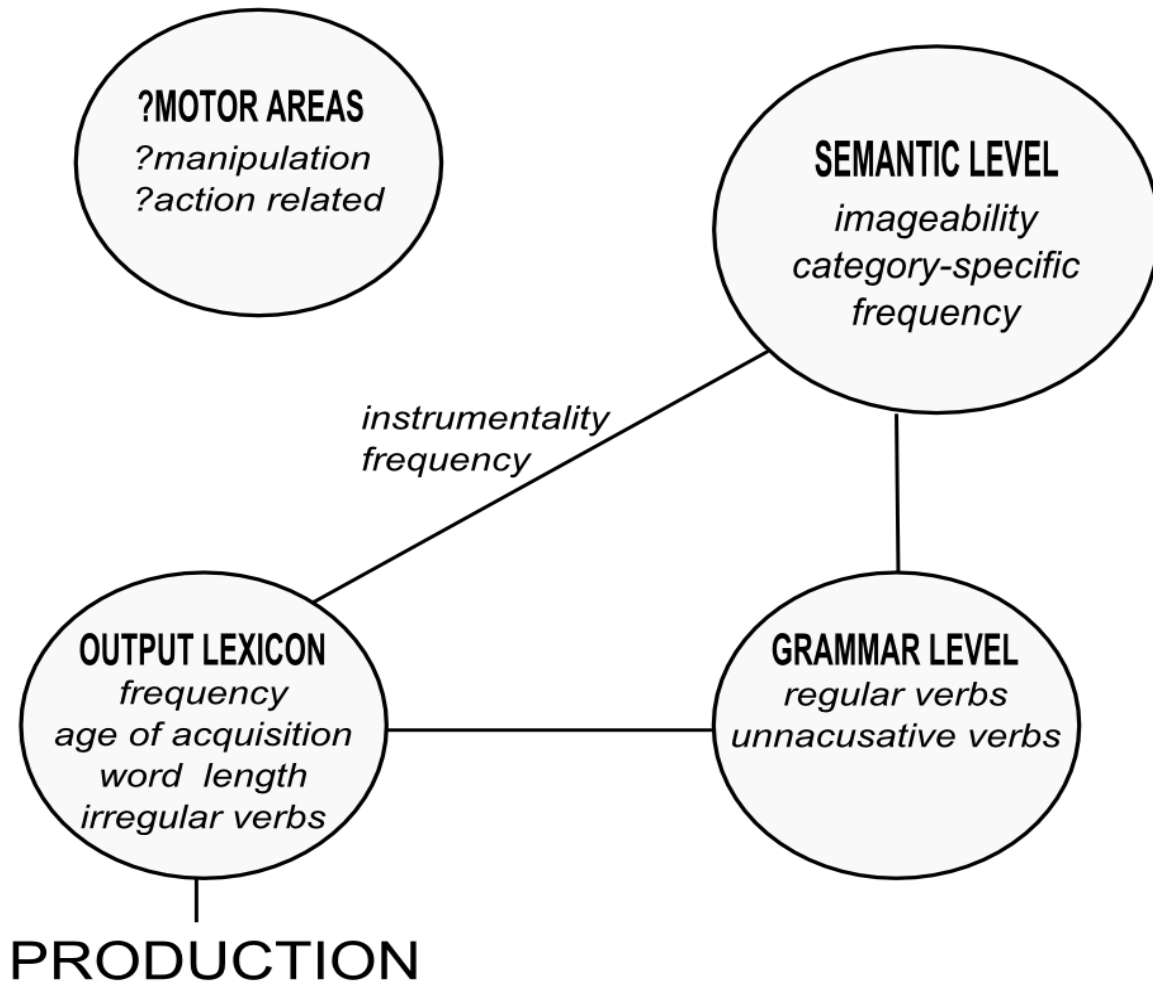 ?MOTOR AREAS
?manipulation
?action related
SEMANTIC LEVEL
imageability
category-specific
frequency
instrumentality
frequency
OUTPUT LEXICON
frequency
age of acquisition
word length
irregular verbs
GRAMMAR LEVEL
regular verbs
unnacusative verbs
PRODUCTION